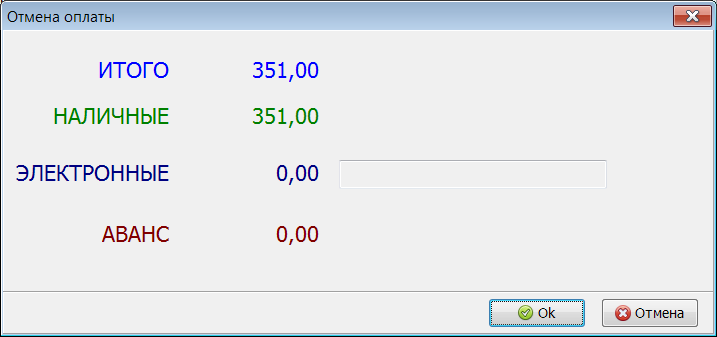 Отмена оплаты
ИТОГО 351,00
НАЛИЧНЫЕ 351,00
ЭЛЕКТРОННЫЕ 0,00
АВАНС 0,00
Ok Отмена